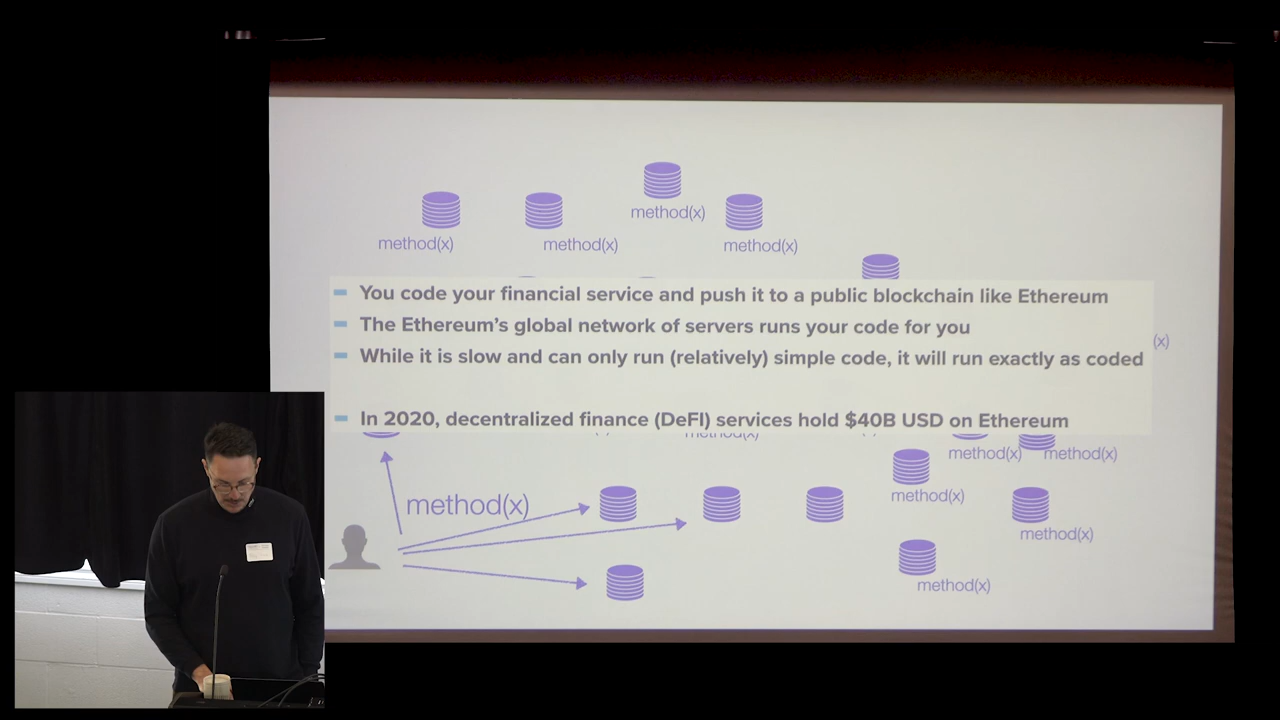 method(x)
method(x)
method(x)
method(x)
You code your financial service and push it to a public blockchain like Ethereum
The Ethereum's global network of servers runs your code for you
(x)
While it is slow and can only run (relatively) simple code, it will run exactly as coded
In 2020, decentralized finance (DeFI) services hold $40B USD on Ethereum
method(x)
method(x)
method(x)
method(x)
method(x)
method(x)
method(x)